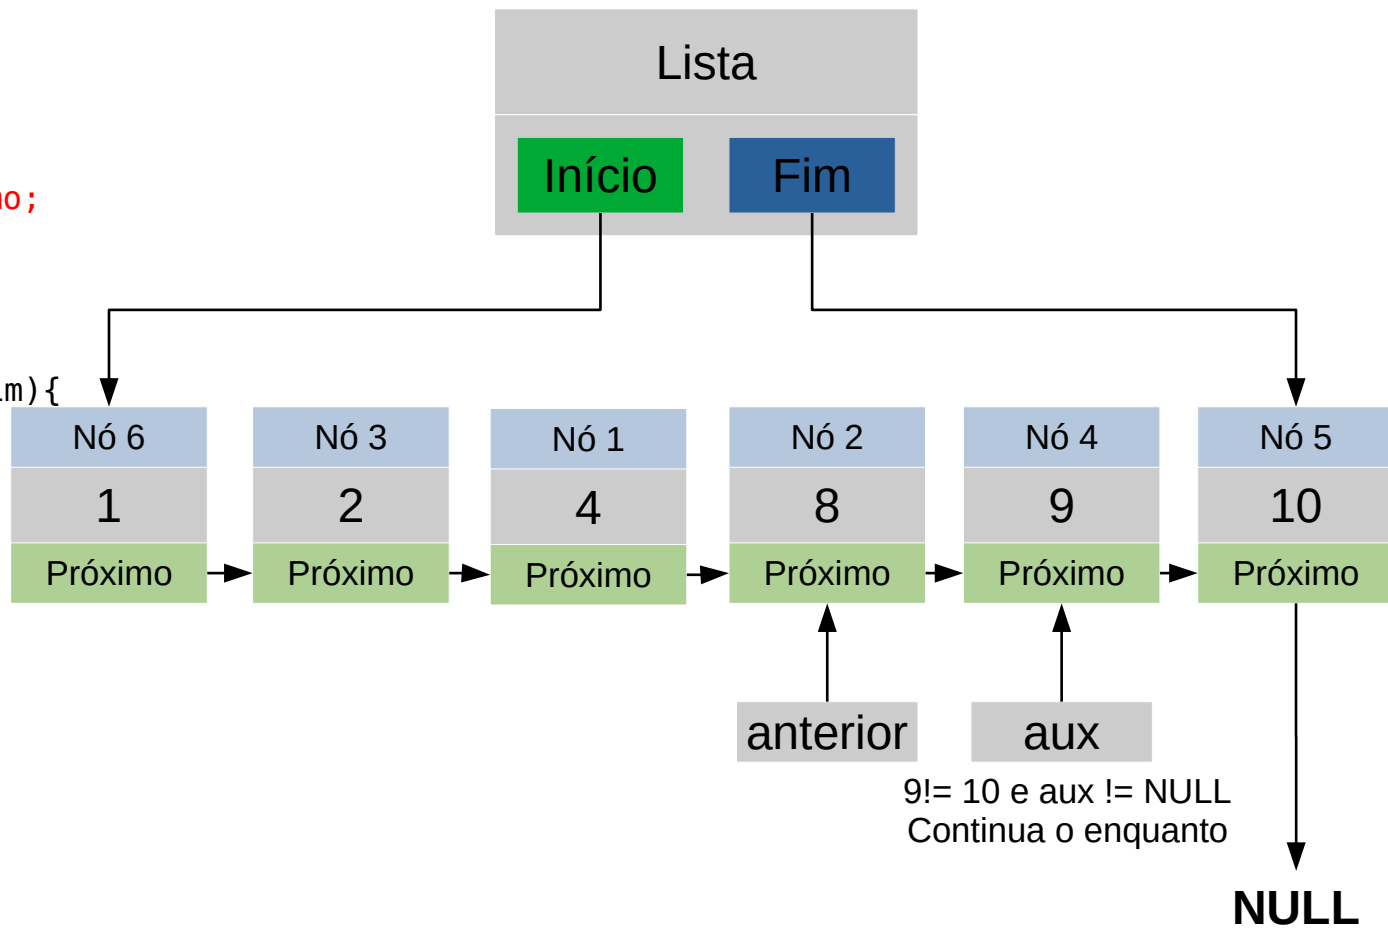 Lista
Início Fim
o;
m){
Nó 6 Nó 3 Nó 1 Nó 2 Nó 4 Nó 5
1 2 4 8 9 10
Próximo Próximo Próximo Próximo Próximo Próximo
anterior aux
9!= 10 e aux != NULL
Continua o enquanto
NULL